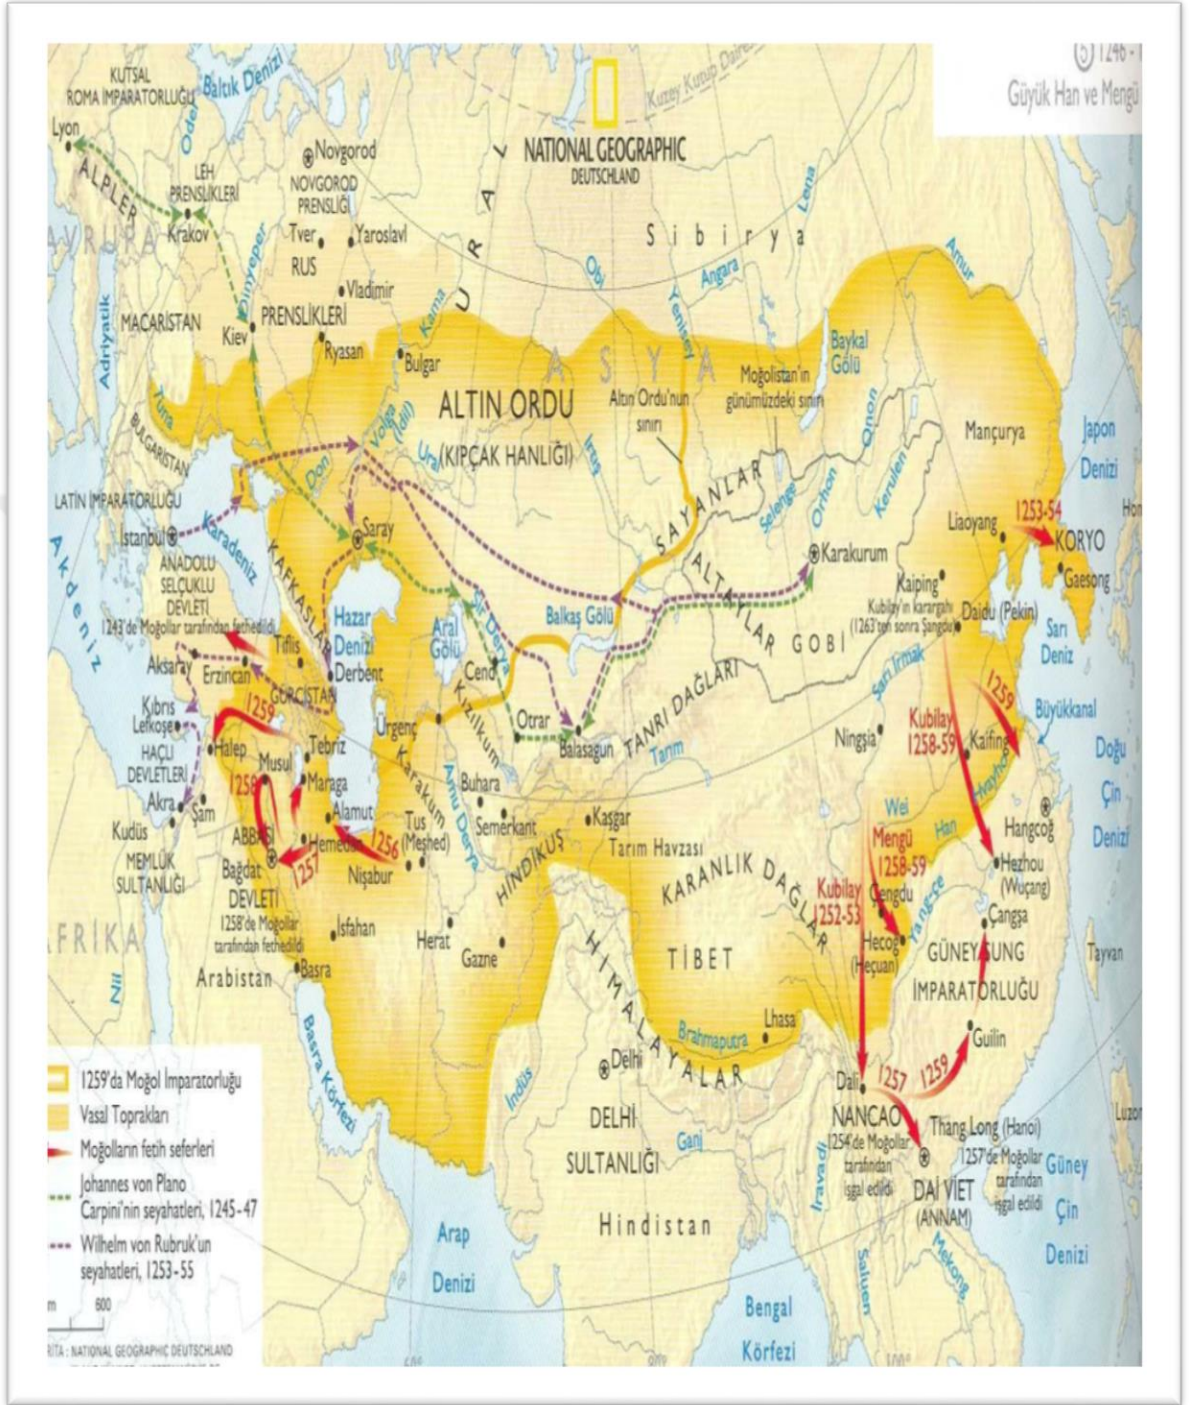 1246 -
Güyük Han ve Mengü
KUTSAL
ROMA İMPARATORLUĞU
Baltık Denizi
Kuzey Kutup Daires
NATIONAL GEOGRAPHIC
DEUTSCHLAND
Lyon
Oder
ALPLER
LEH
PRENSLİKLERİ
Krakov
AVRUPA
Novgorod
NOVGOROD
PRENSLİĞİ
Tver
Yaroslavl
RUS
Vladimir
PRENSLİKLERİ
Ryasan
Kiev
Dinyeper
MACARİSTAN
Adriyatik
URAL
Kama
Bulgar
Sibirya
Lena
Obi
Angara
Yenisey
Amur
ASYA
Baykal
Gölü
Moğolistan'ın
günümüzdeki sınırı
Altın Ordu'nun
sınırı
ALTIN ORDU
(KIPÇAK HANLIĞI)
Volga
(İdil)
Ural
İrtiş
Don
Tuna
BULGARİSTAN
LATİN İMPARATORLUĞU
İstanbul
Karadeniz
Akdeniz
ANADOLU
SELÇUKLU
DEVLETİ
1243'de Moğollar tarafından fethedildi
Saray
KAFKASLAR
Hazar
Denizi
Aral
Gölü
Sir Derya
Balkaş Gölü
SAYANLAR
ALTAYLAR
Selenge
Orhon
Onon
Kerulen
Mançurya
Japon
Denizi
Hon
Liaoyang
1253-54
KORYO
Gaesong
Karakurum
Kaiping
Kubilay'ın karargahı
(1263'ten sonra Şangdu)
Daidu (Pekin)
Sarı
Deniz
GOBİ
Sarı Irmak
Tiflis
Derbent
GÜRCİSTAN
Aksaray
Erzincan
1259
Kıbrıs
Lefkoşe
HAÇLI
DEVLETLERİ
Halep
Musul
1258
Tebriz
Maraga
Alamut
Akra
Şam
Kudüs
MEMLÜK
SULTANLIĞI
ABBASİ
Bağdat
DEVLETİ
1258'de Moğollar
tarafından fethedildi
Hemedan
1257
1256
Nişabur
Tus
(Meşhed)
Ürgenç
Karakum
Amu Derya
Kızılkum
Cend
Otrar
Balasagun
TANRI DAĞLARI
Tarım
Buhara
Semerkant
Kaşgar
Tarım Havzası
HİNDİKUŞ
KARANLIK DAĞLAR
Ningşia
Kubilay
1258-59
1259
Kaifing
Büyükkanal
Doğu
Çin
Denizi
Wei
Han
Hangcoğ
Hezhou
(Wuçang)
Mengü
1258-59
Çengdu
Kubilay
1252-53
Yangçe
Hecog
(Heçuan)
Çangşa
GÜNEY SUNG
İMPARATORLUĞU
Guilin
Tayvan
AFRİKA
Nil
Arabistan
Basra
İsfahan
Herat
Gazne
HİMALAYALAR
TİBET
Brahmaputra
Lhasa
Basra Körfezi
İndüs
Delhi
DELHİ
SULTANLIĞI
Ganj
Hindistan
Dali
1257
1259
NANCAO
1254'de Moğollar
tarafından
işgal edildi
Thang Long (Hanoi)
1257'de Moğollar
tarafından
işgal edildi
DAI VİET
(ANNAM)
İravadi
Saluen
Mekong
Luzon
Güney
Çin
Denizi
Arap
Denizi
Bengal
Körfezi
1259'da Moğol İmparatorluğu
Vasal Toprakları
Moğolların fetih seferleri
Johannes von Plano
Carpini'nin seyahatleri, 1245-47
Wilhelm von Rubruk'un
seyahatleri, 1253-55
600
RITA : NATIONAL GEOGRAPHIC DEUTSCHLAND